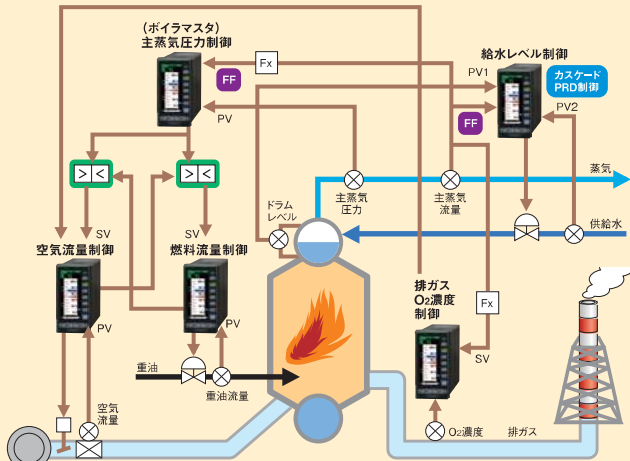 (ボイラマスタ)
主蒸気圧力制御
Fx
FF
PV
給水レベル制御
PV1
カスケード
PRD制御
PV2
FF
> <
> <
SV
SV
蒸気
主蒸気
圧力
主蒸気
流量
ドラム
レベル
供給水
空気流量制御
燃料流量制御
排ガス
O2濃度
制御
Fx
PV
PV
SV
重油
重油流量
空気
流量
O2濃度
排ガス